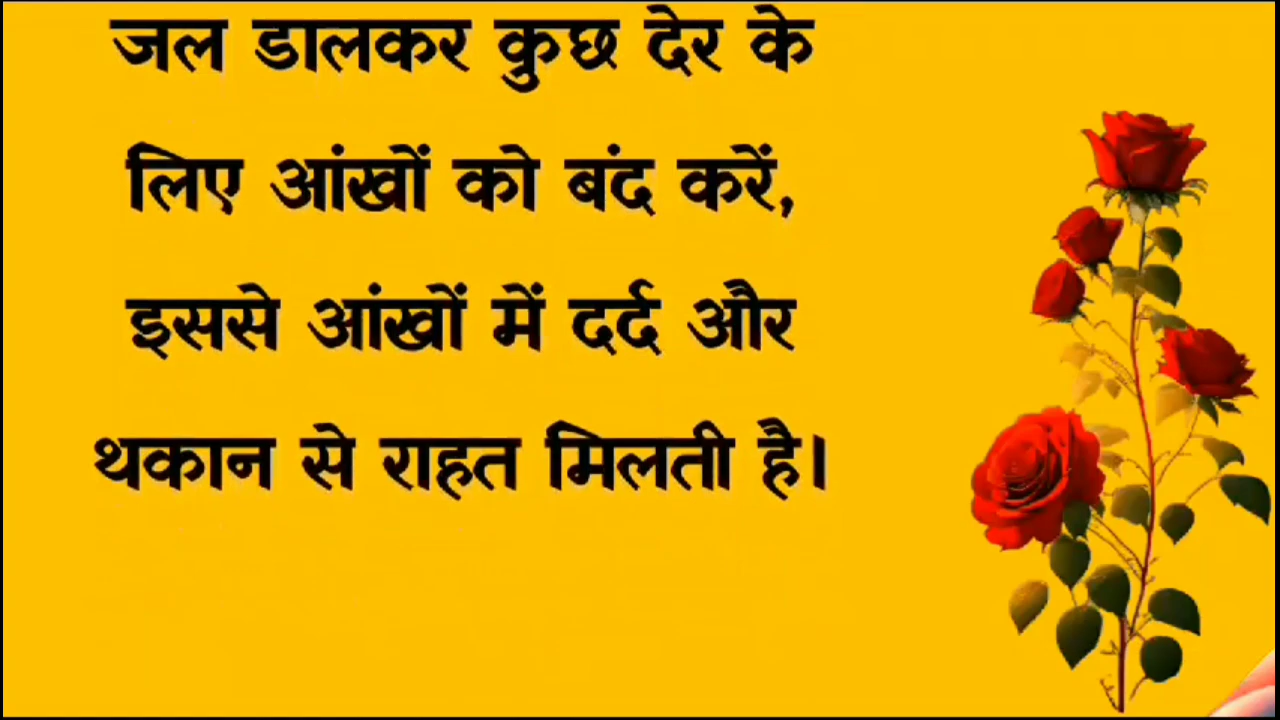 जल डालकर कुछ देर के
लिए आंखों को बंद करें,
इससे आंखों में दर्द और
थकान से राहत मिलती है।